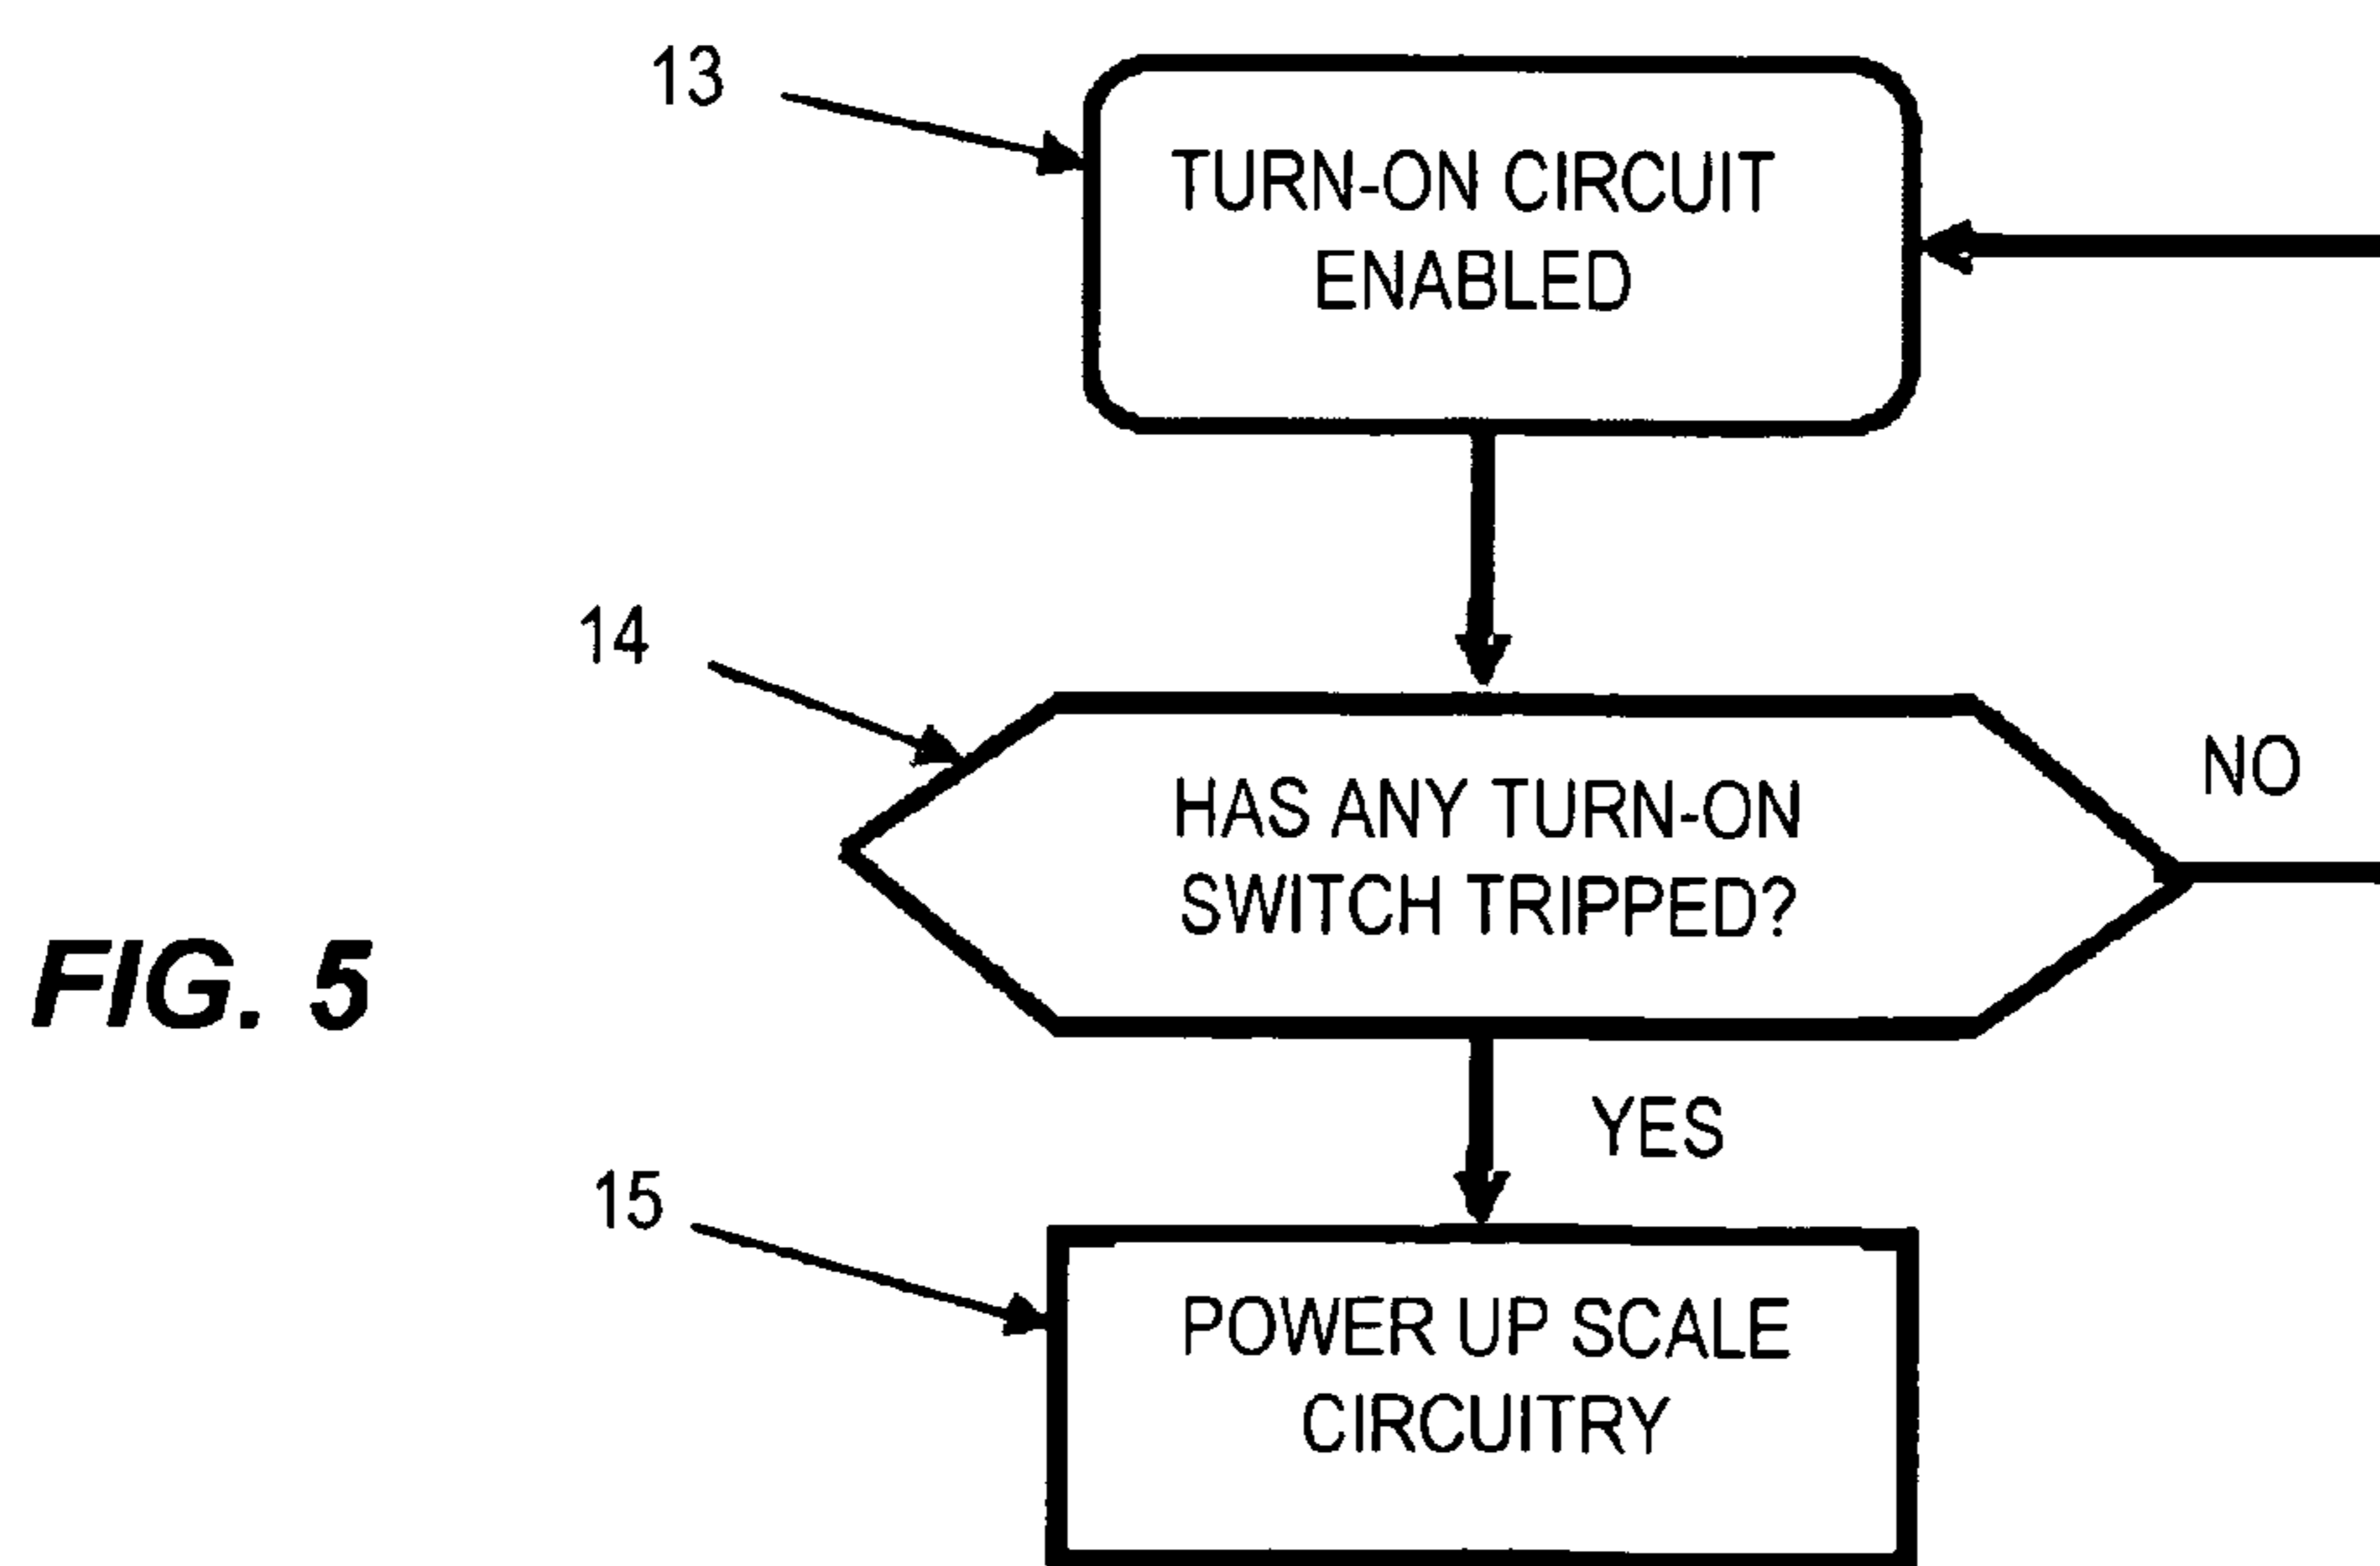 13
TURN-ON CIRCUIT
ENABLED
14
HAS ANY TURN-ON
SWITCH TRIPPED?
NO
FIG. 5
YES
15
POWER UP SCALE
CIRCUITRY